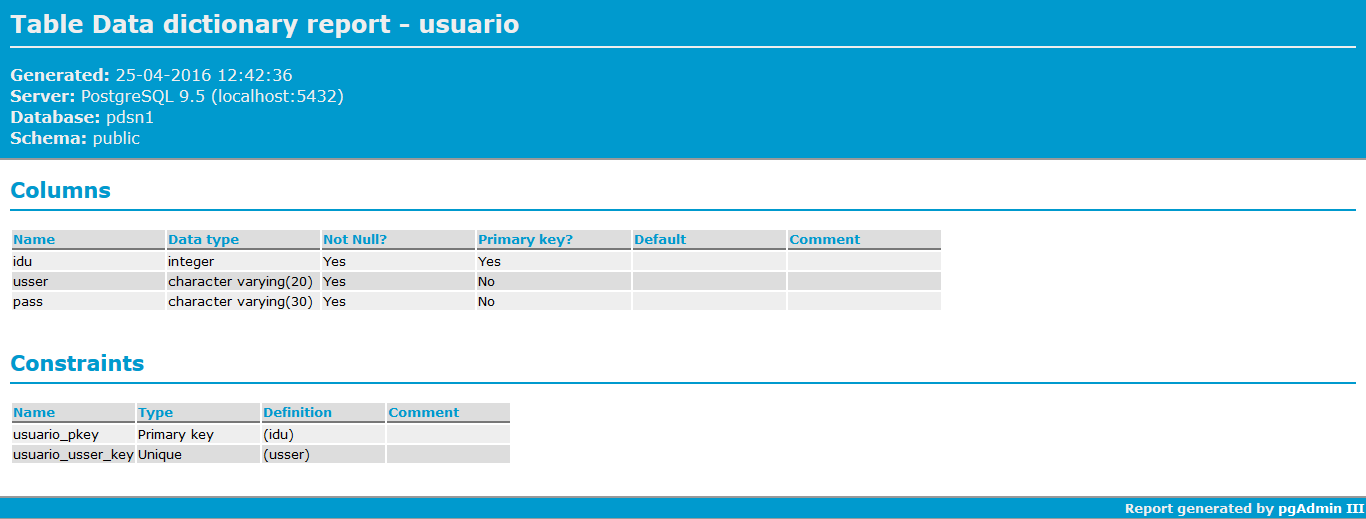 Table Data dictionary report - usuario
Generated: 25-04-2016 12:42:36
Server: PostgreSQL 9.5 (localhost:5432)
Database: pdsn1
Schema: public
Columns
Name Data type Not Null? Primary key? Default Comment
idu integer Yes Yes
usser character varying(20) Yes No
pass character varying(30) Yes No
Constraints
Name Type Definition Comment
usuario_pkey Primary key (idu)
usuario_usser_key Unique (usser)
Report generated by pgAdmin III